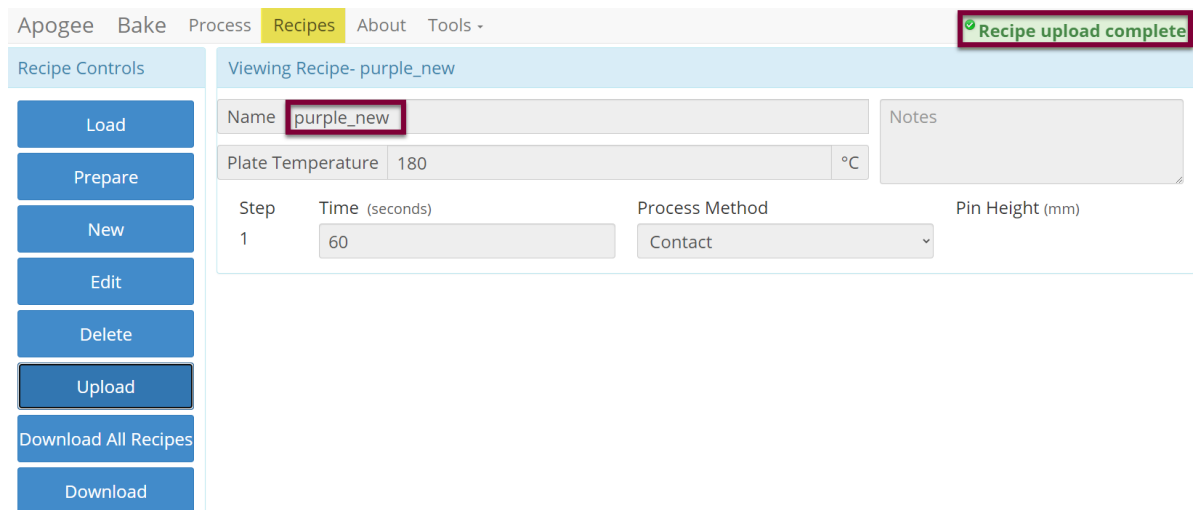 Apogee Bake Process Recipes About Tools
Recipe upload complete
Recipe Controls
Load
Prepare
New
Edit
Delete
Upload
Download All Recipes
Download
Viewing Recipe- purple_new
Name purple_new
Notes
Plate Temperature 180 °C
Step Time (seconds) Process Method Pin Height (mm)
1 60 Contact